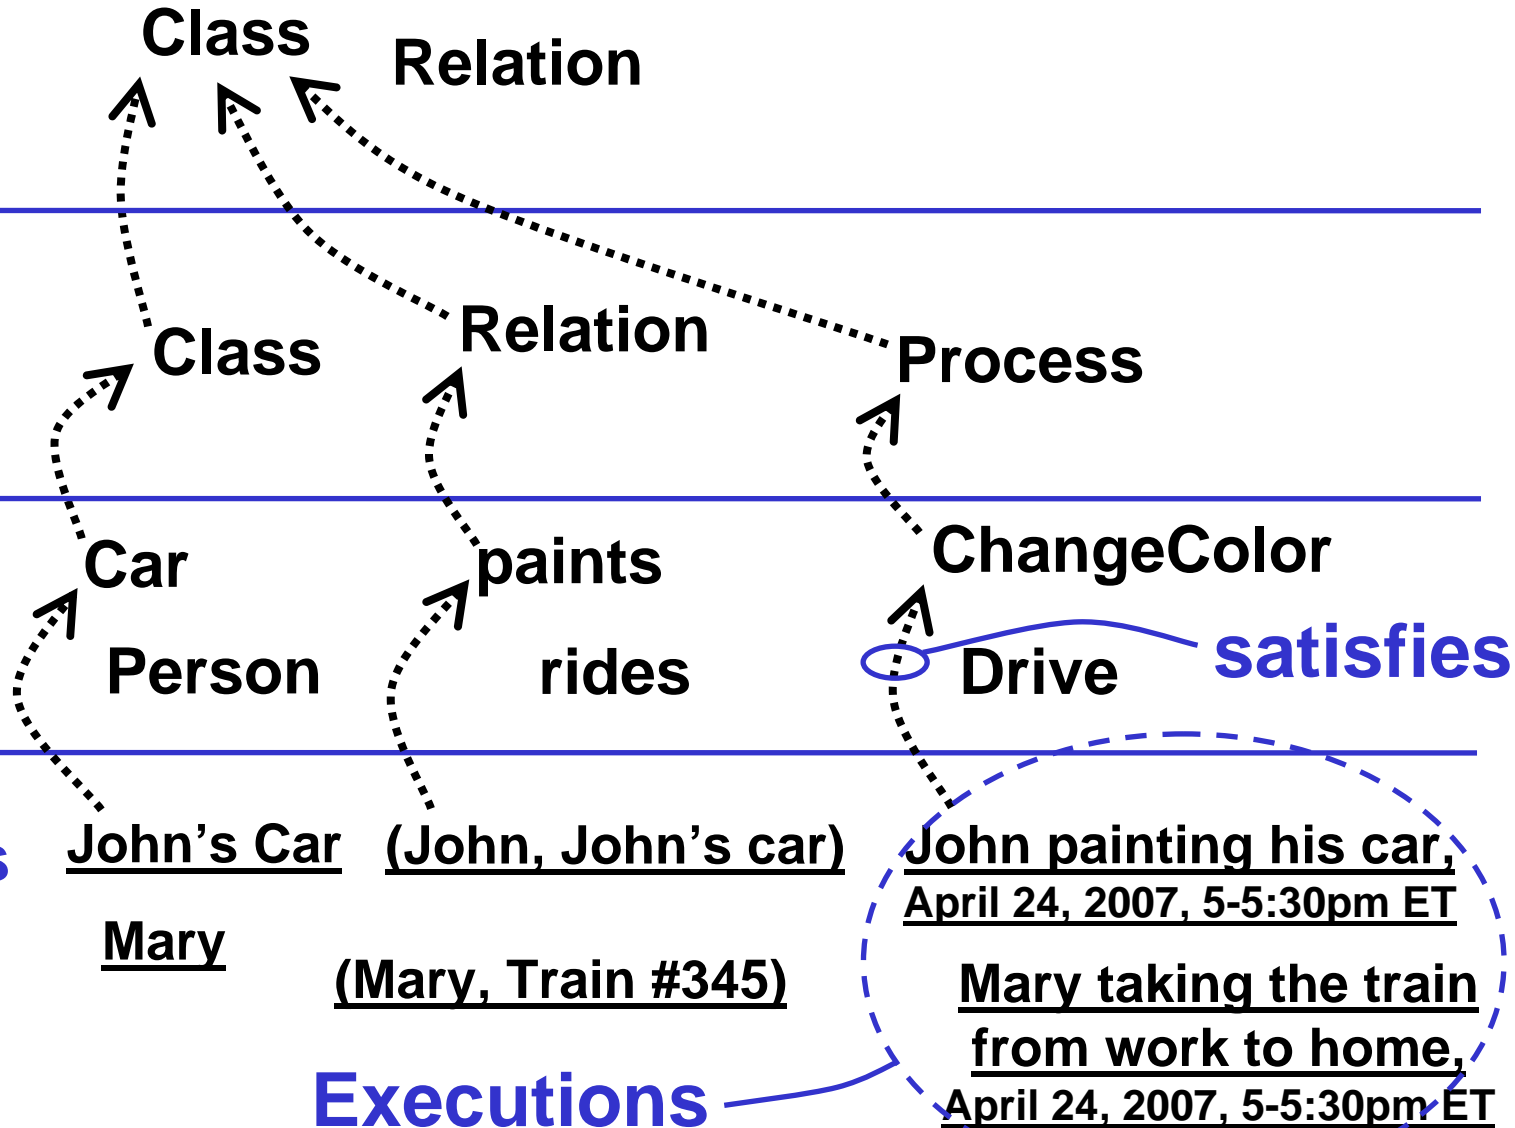 Class
Relation
Class
Relation
Process
Car
paints
ChangeColor
Person
rides
Drive
satisfies
s
John’s Car
(John, John’s car)
John painting his car,
April 24, 2007, 5-5:30pm ET
Mary
(Mary, Train #345)
Mary taking the train
from work to home,
April 24, 2007, 5-5:30pm ET
Executions